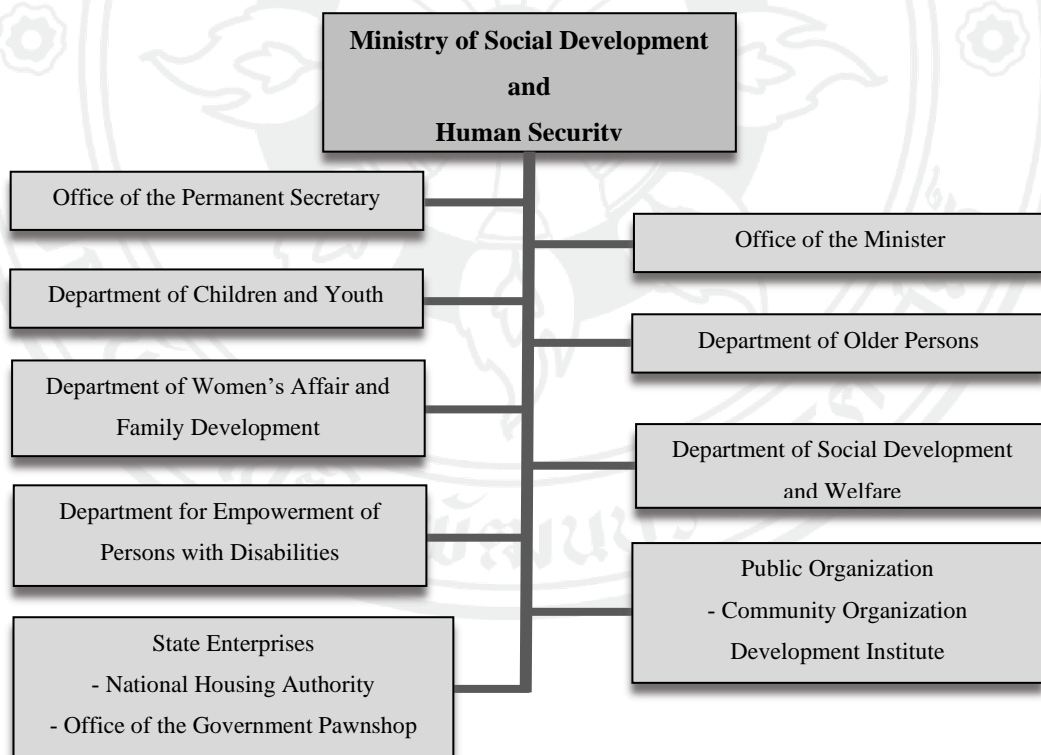 Ministry of Social Development
and
Human Security
Office of the Permanent Secretary
Office of the Minister
Department of Children and Youth
Department of Older Persons
Department of Women’s Affair and
Family Development
Department of Social Development
and Welfare
Department for Empowerment of
Persons with Disabilities
Public Organization
- Community Organization
Development Institute
State Enterprises
- National Housing Authority
- Office of the Government Pawnshop